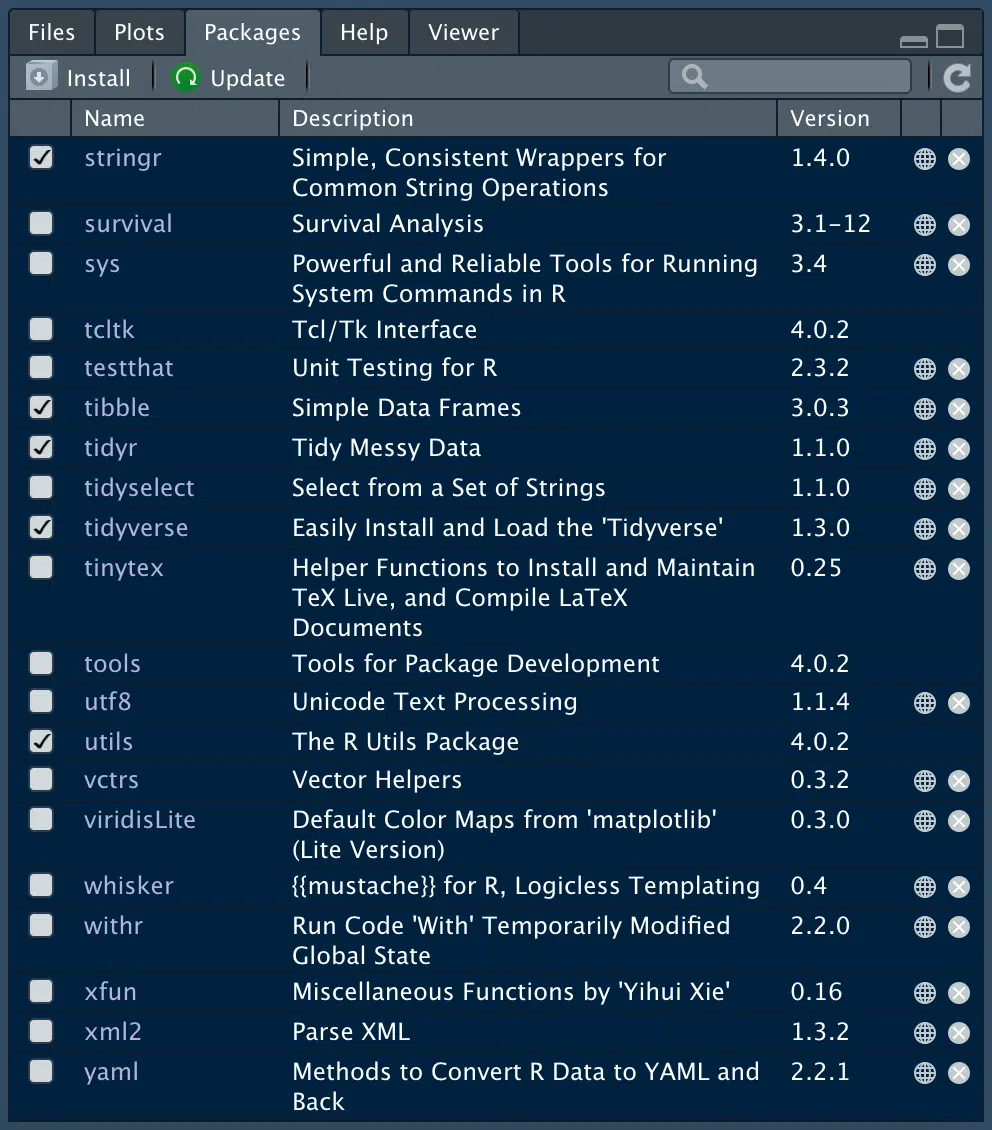 Files Plots Packages Help Viewer
Install Update
Name Description Version
stringr Simple, Consistent Wrappers for 1.4.0
Common String Operations
survival Survival Analysis 3.1-12
sys Powerful and Reliable Tools for Running 3.4
System Commands in R
tcltk Tcl/Tk Interface 4.0.2
testthat Unit Testing for R 2.3.2
tibble Simple Data Frames 3.0.3
tidyr Tidy Messy Data 1.1.0
tidyselect Select from a Set of Strings 1.1.0
tidyverse Easily Install and Load the 'Tidyverse' 1.3.0
tinytex Helper Functions to Install and Maintain 0.25
TeX Live, and Compile LaTeX
Documents
tools Tools for Package Development 4.0.2
utf8 Unicode Text Processing 1.1.4
utils The R Utils Package 4.0.2
vctrs Vector Helpers 0.3.2
viridisLite Default Color Maps from 'matplotlib' 0.3.0
(Lite Version)
whisker {{mustache}} for R, Logicless Templating 0.4
withr Run Code 'With' Temporarily Modified 2.2.0
Global State
xfun Miscellaneous Functions by 'Yihui Xie' 0.16
xml2 Parse XML 1.3.2
yaml Methods to Convert R Data to YAML and 2.2.1
Back